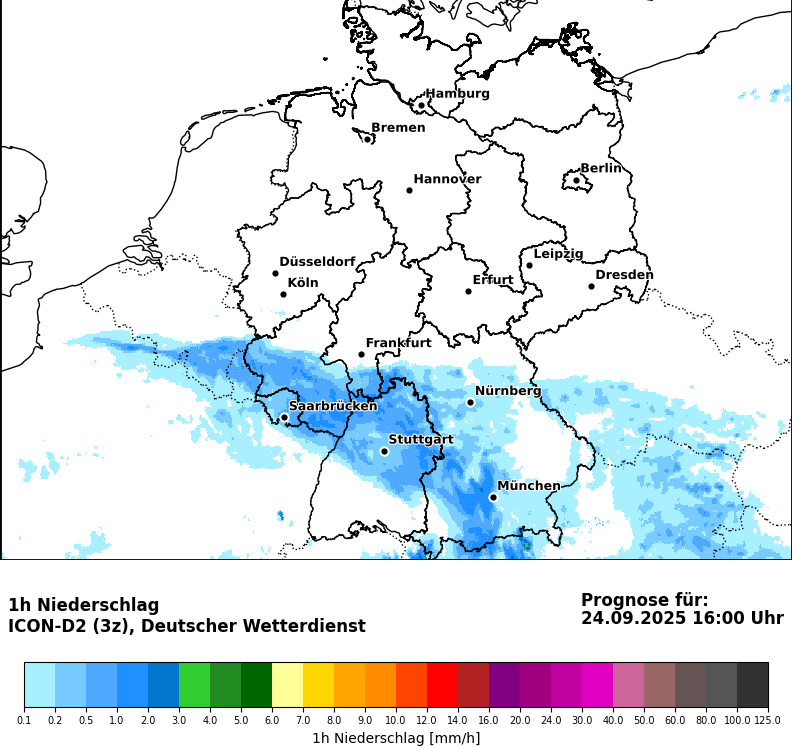 Hamburg
Bremen
Berlin
Hannover
Leipzig
Düsseldorf
Dresden
Köln
Erfurt
Frankfurt
Nürnberg
Saarbrücken
Stuttgart
München
1h Niederschlag
ICON-D2 (3z), Deutscher Wetterdienst
Prognose für:
24.09.2025 16:00 Uhr
0.1 0.2 0.5 1.0 2.0 3.0 4.0 5.0 6.0 7.0 9.0 10.0 12.0 14.0 16.0 20.0 24.0 30.0 40.0 50.0 60.0 80.0 100.0 125.0
1h Niederschlag [mm/h]